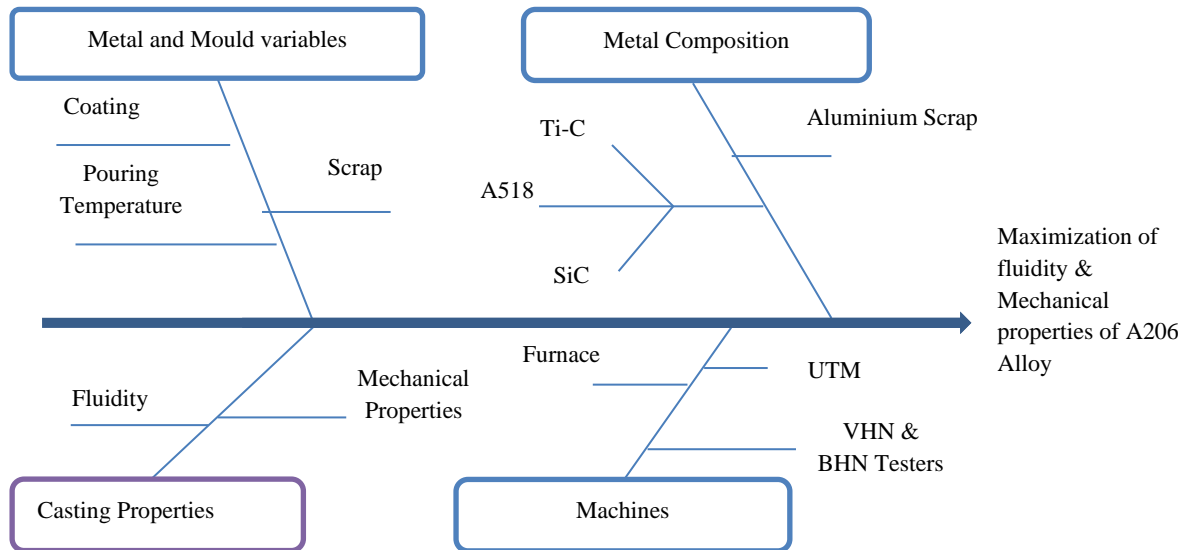 Metal and Mould variables
Metal Composition
Coating
Pouring
Temperature
Scrap
Ti-C
A518
SiC
Aluminium Scrap
Maximization of
fluidity &
Mechanical
properties of A206
Alloy
Fluidity
Mechanical
Properties
Furnace
UTM
VHN &
BHN Testers
Casting Properties
Machines